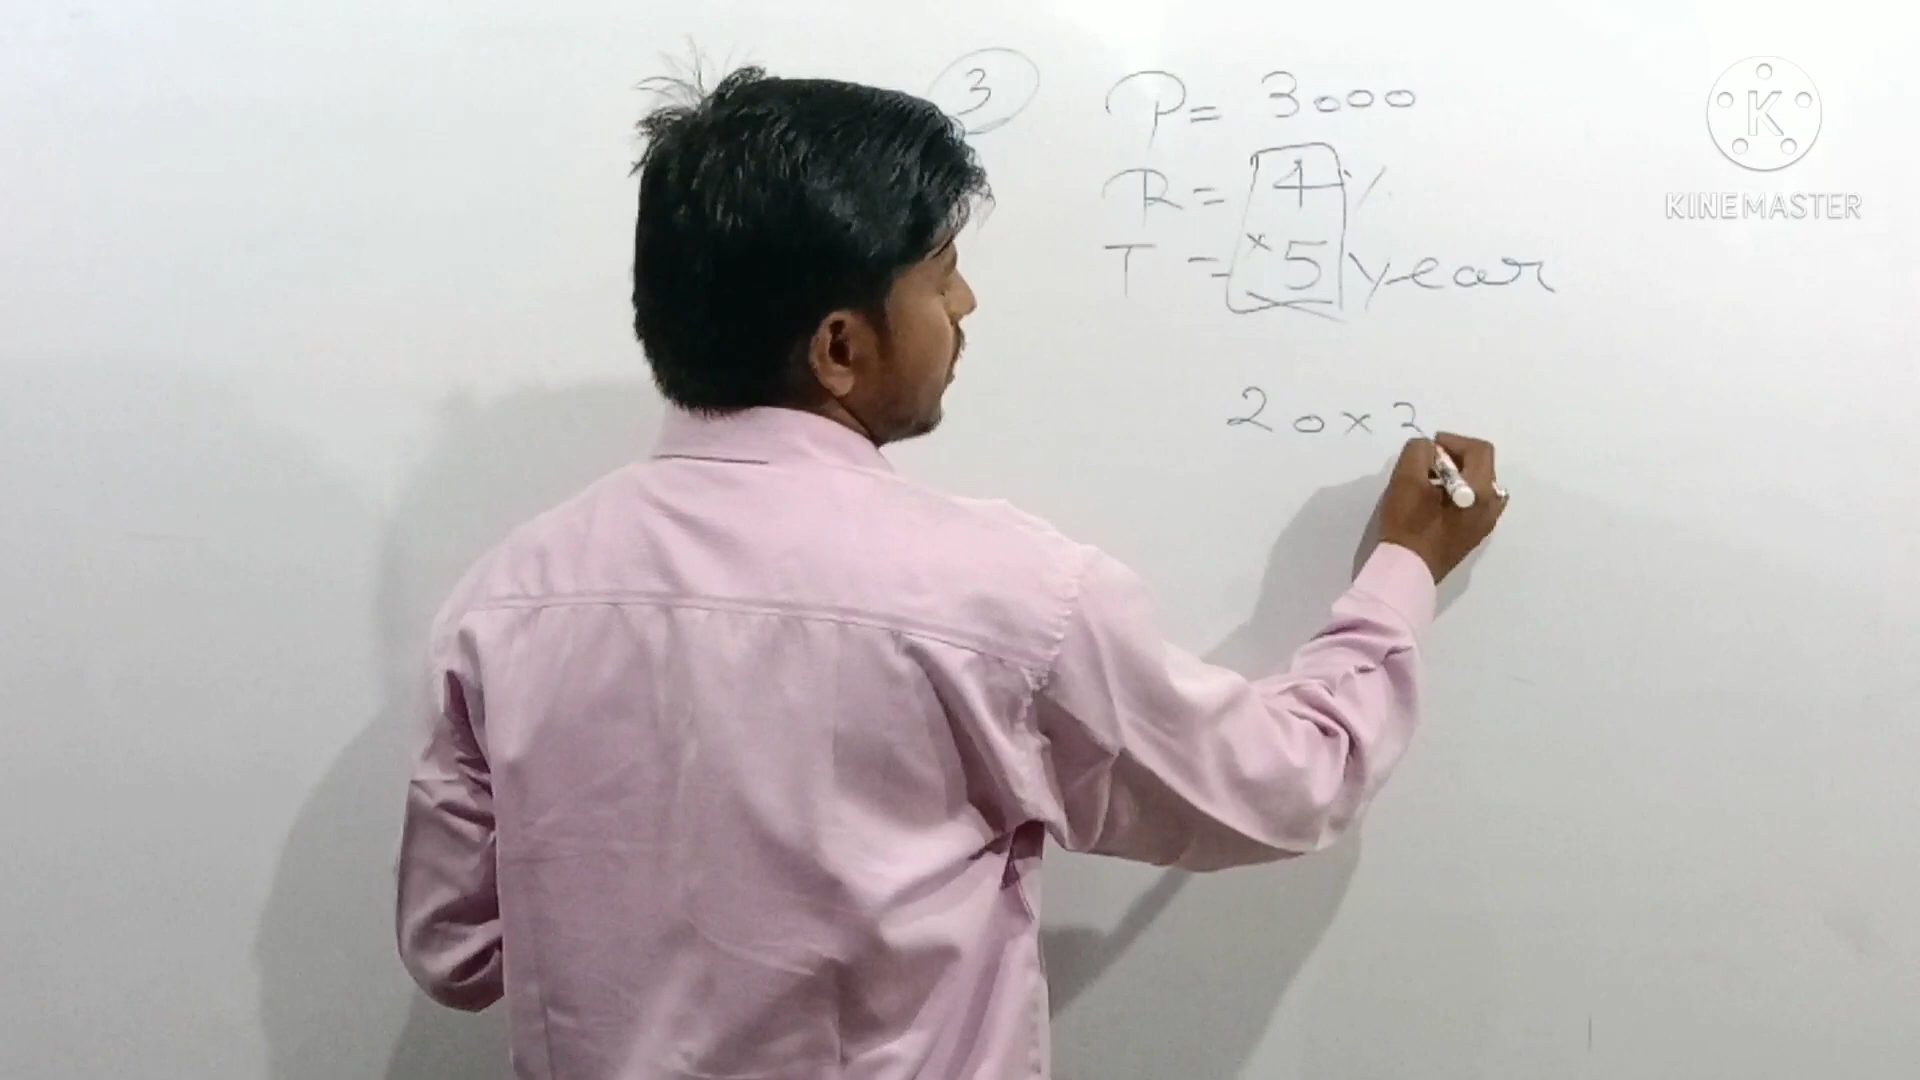 3
P= 3000
R= 4%
T = ×5 year
20×3
K
KINEMASTER